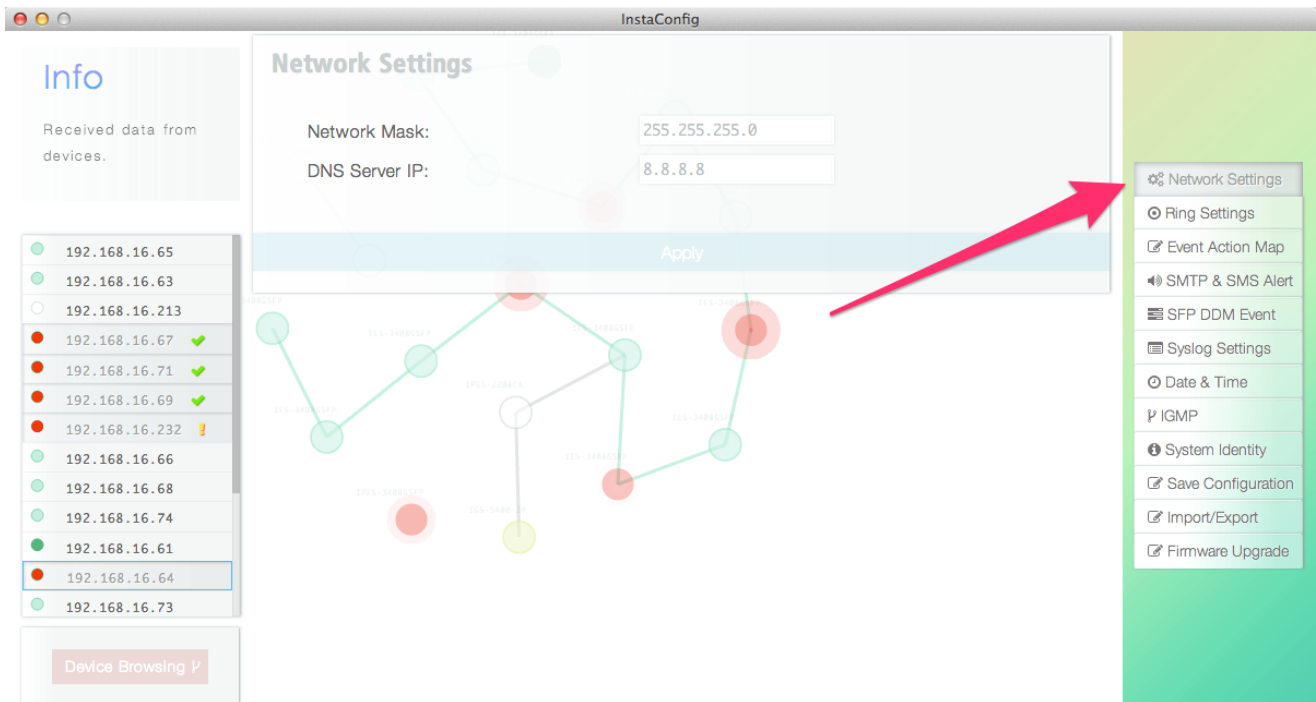 InstaConfig
Info
Received data from
devices.
192.168.16.65
192.168.16.63
192.168.16.213
192.168.16.67
192.168.16.71
192.168.16.69
192.168.16.232
192.168.16.66
192.168.16.68
192.168.16.74
192.168.16.61
192.168.16.64
192.168.16.73
Device Browsing
Network Settings
Network Mask: 255.255.255.0
DNS Server IP: 8.8.8.8
Apply
Network Settings
Ring Settings
Event Action Map
SMTP & SMS Alert
SFP DDM Event
Syslog Settings
Date & Time
IGMP
System Identity
Save Configuration
Import/Export
Firmware Upgrade